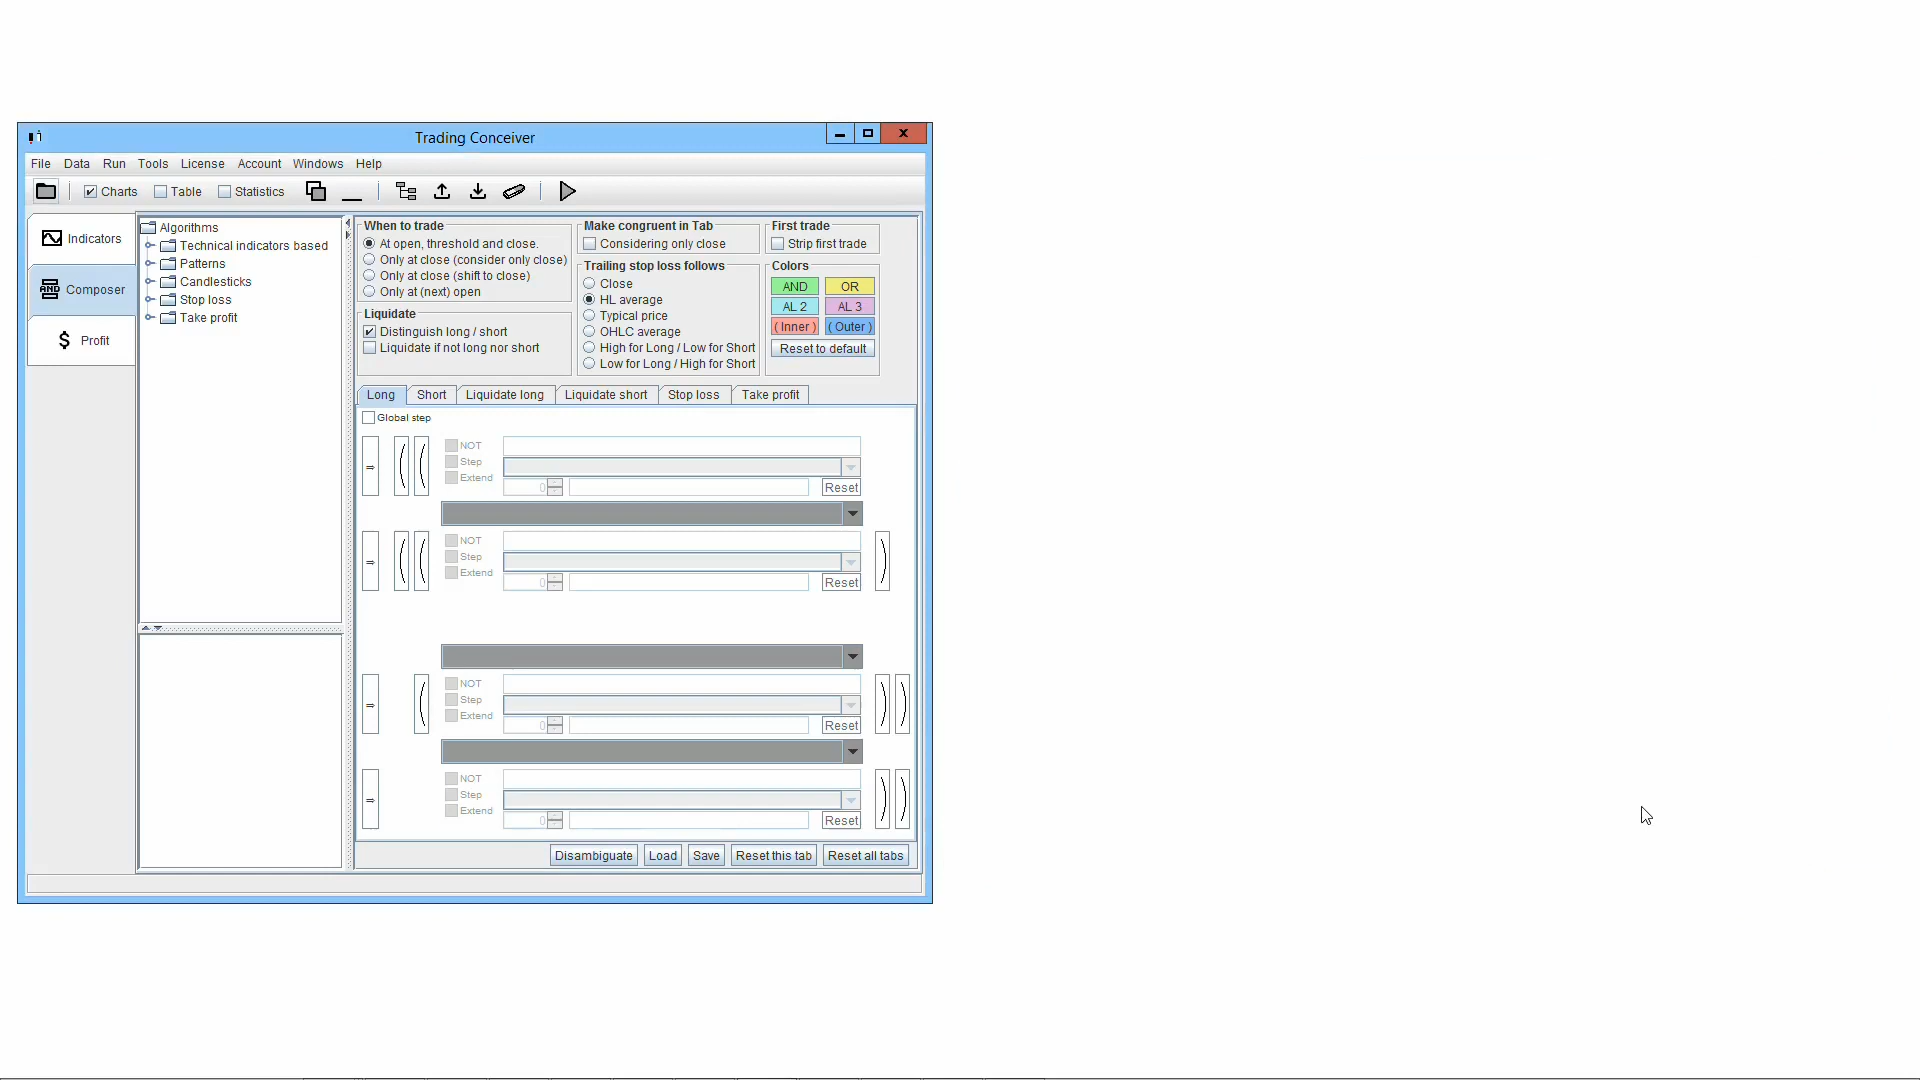 Trading Conceiver
X
File Data Run Tools License Account Windows Help
Charts Table Statistics
Indicators
AND Composer
$ Profit
Algorithms
Technical indicators based
Patterns
Candlesticks
Stop loss
Take profit
When to trade
At open, threshold and close.
Only at close (consider only close)
Only at close (shift to close)
Only at (next) open
Liquidate
Distinguish long / short
Liquidate if not long nor short
Make congruent in Tab
Considering only close
Trailing stop loss follows
Close
HL average
Typical price
OHLC average
High for Long / Low for Short
Low for Long / High for Short
First trade
Strip first trade
Colors
AND OR
AL 2 AL 3
( Inner ) ( Outer )
Reset to default
Long Short Liquidate long Liquidate short Stop loss Take profit
Global step
⇒ ( ( NOT
Step
Extend 0 Reset
⇒ ( ( NOT )
Step
Extend 0 Reset
⇒ ( NOT ) )
Step
Extend 0 Reset
⇒ NOT ) )
Step
Extend 0 Reset
Disambiguate Load Save Reset this tab Reset all tabs